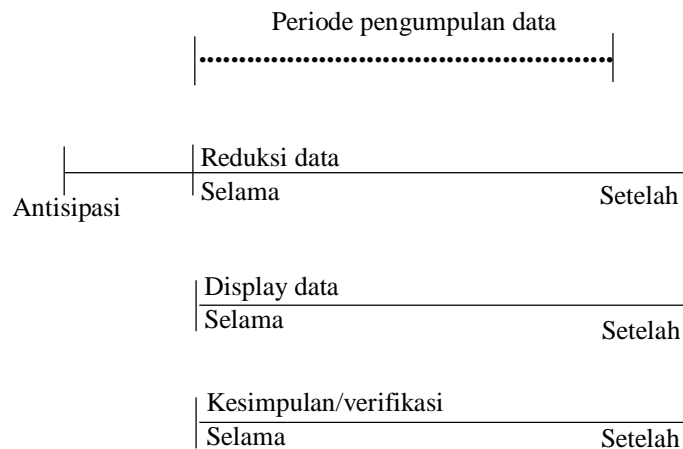 Periode pengumpulan data
Reduksi data
Selama
Setelah
Antisipasi
Display data
Selama
Setelah
Kesimpulan/verifikasi
Selama
Setelah